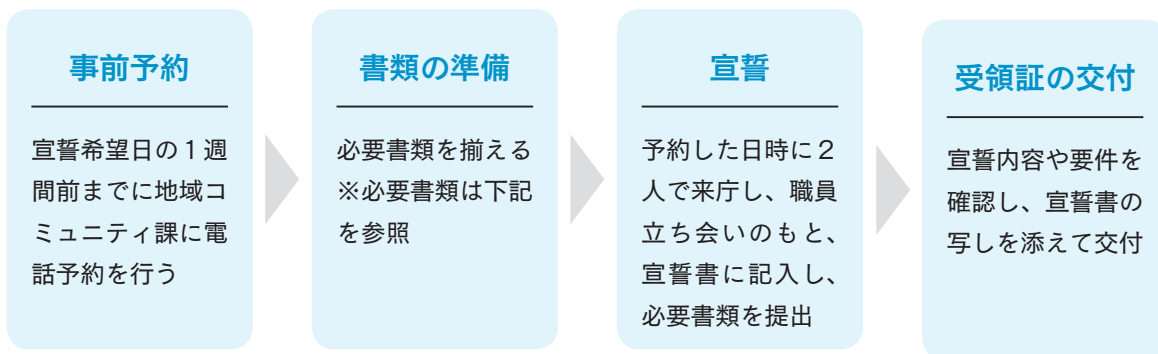 事前予約
宣誓希望日の1週
間前までに地域コ
ミュニティ課に電
話予約を行う
書類の準備
必要書類を揃える
※必要書類は下記
を参照
宣誓
予約した日時に2
人で来庁し、職員
立ち会いのもと、
宣誓書に記入し、
必要書類を提出
受領証の交付
宣誓内容や要件を
確認し、宣誓書の
写しを添えて交付